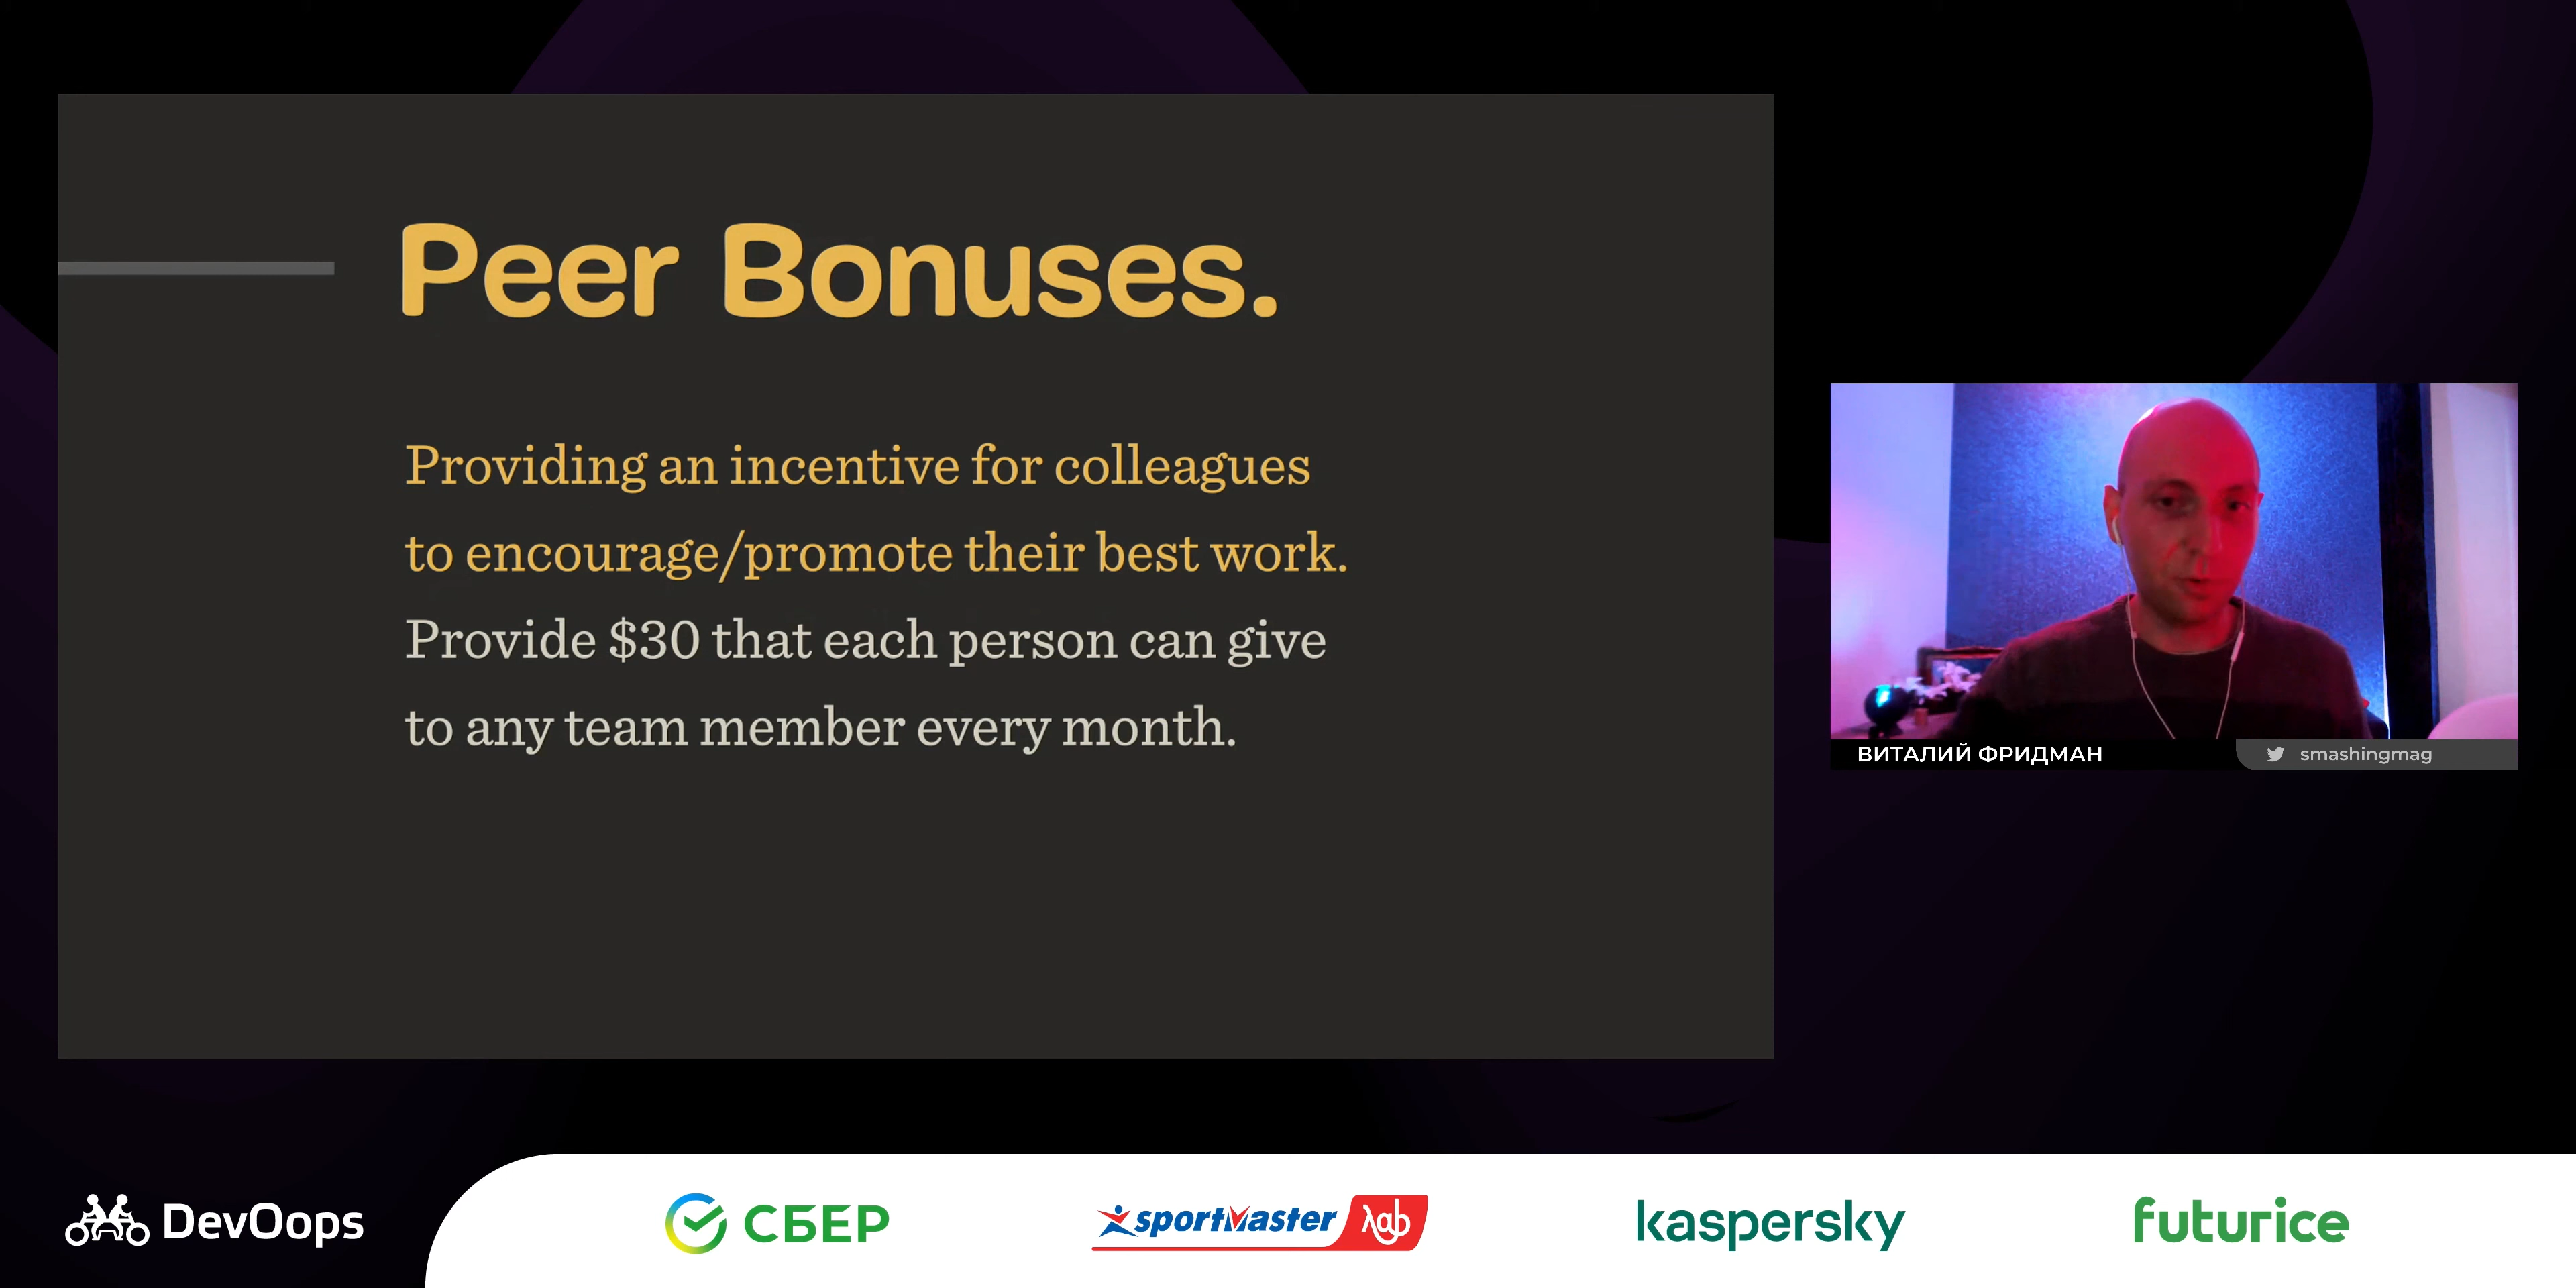 Peer Bonuses.
Providing an incentive for colleagues
to encourage/promote their best work.
Provide $30 that each person can give
to any team member every month.
ВИТАЛИЙ ФРИДМАН
smashingmag
DevOops
СБЕР
sportmaster λαb
kaspersky
futurice